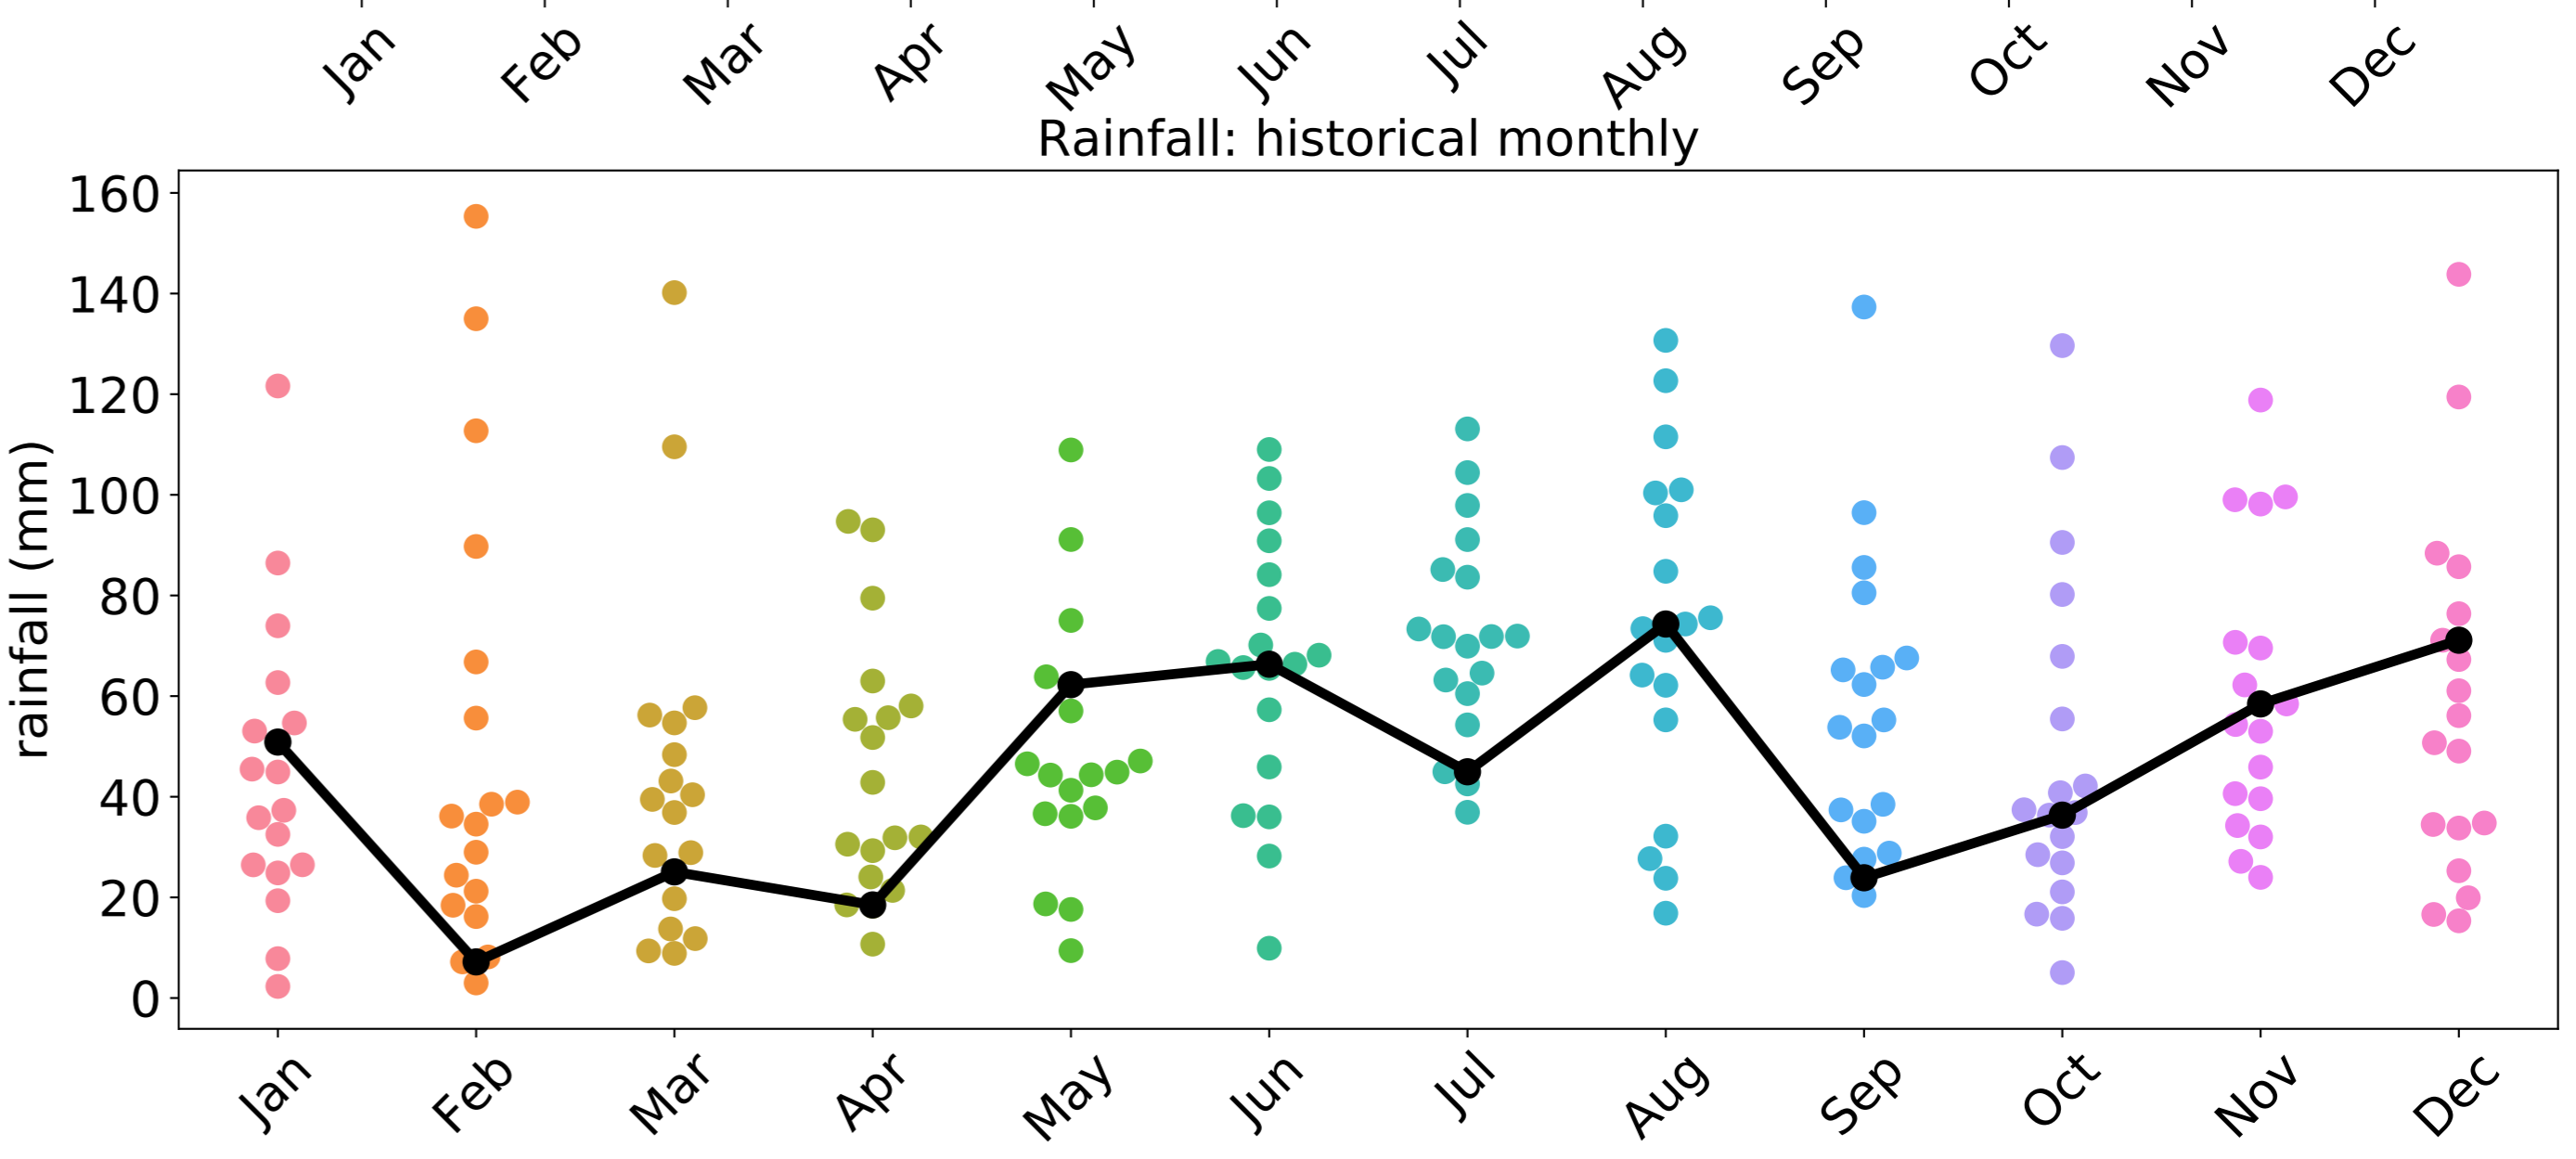 Jan Feb Mar Apr May Jun Jul Aug Sep Oct Nov Dec
Rainfall: historical monthly
160
140
120
100
80
60
40
20
0
rainfall (mm)
Jan Feb Mar Apr May Jun Jul Aug Sep Oct Nov Dec